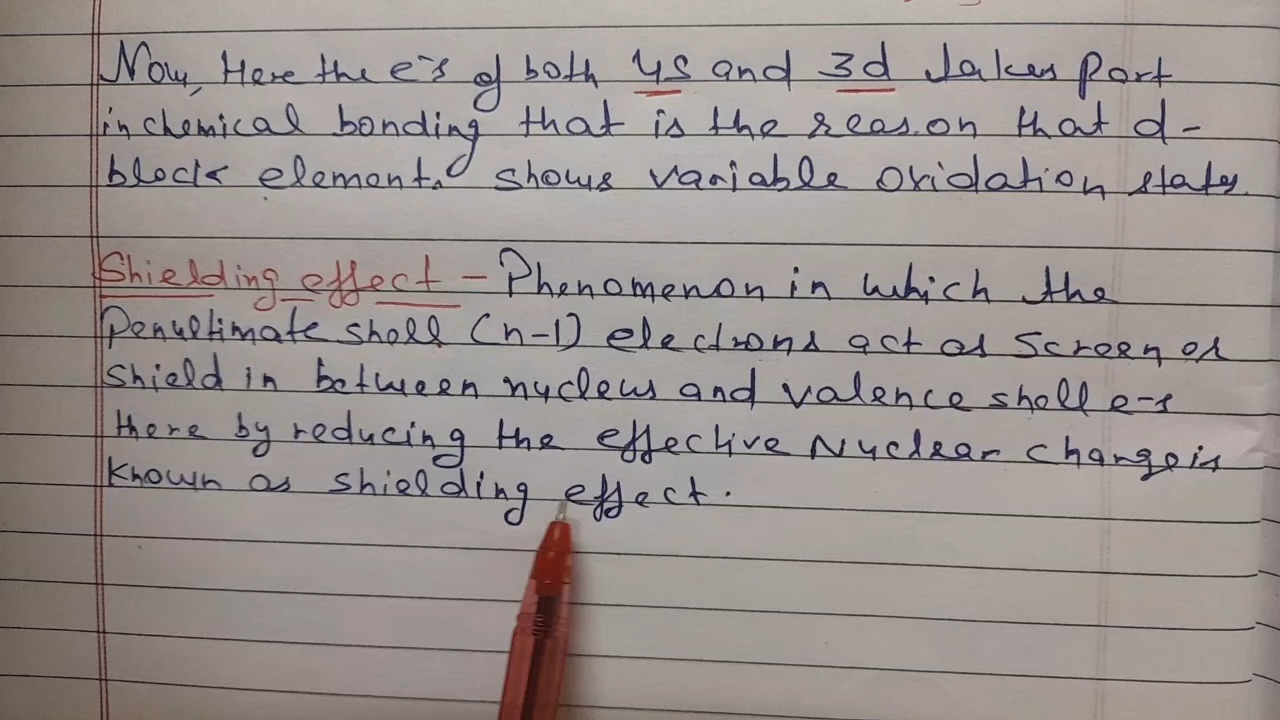 Now, Here the e-s of both 4s and 3d takes part
in chemical bonding that is the reason that d-
block elements shows variable oxidation states.
Shielding effect - Phenomenon in which the
Penultimate shell (n-1) electrons act as Screen or
Shield in between nucleus and valence shell e-s
there by reducing the effective Nuclear charge is
known as shielding effect.